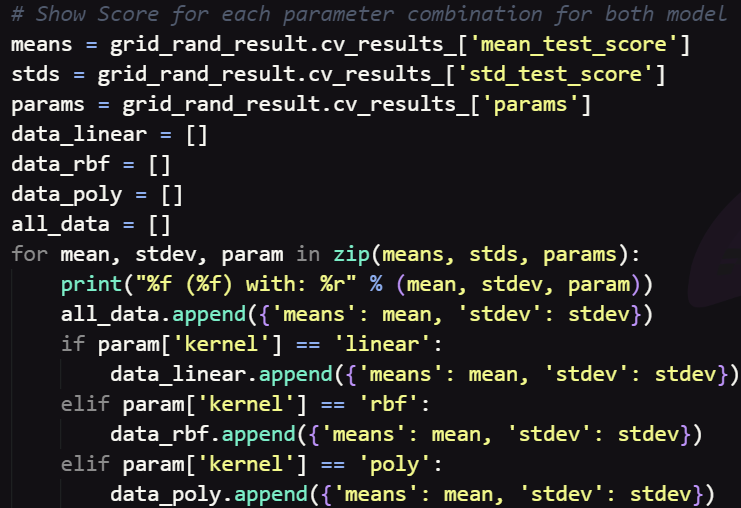 # Show Score for each parameter combination for both model
means = grid_rand_result.cv_results_['mean_test_score']
stds = grid_rand_result.cv_results_['std_test_score']
params = grid_rand_result.cv_results_['params']
data_linear = []
data_rbf = []
data_poly = []
all_data = []
for mean, stdev, param in zip(means, stds, params):
    print("%f (%f) with: %r" % (mean, stdev, param))
    all_data.append({'means': mean, 'stdev': stdev})
    if param['kernel'] == 'linear':
        data_linear.append({'means': mean, 'stdev': stdev})
    elif param['kernel'] == 'rbf':
        data_rbf.append({'means': mean, 'stdev': stdev})
    elif param['kernel'] == 'poly':
        data_poly.append({'means': mean, 'stdev': stdev})